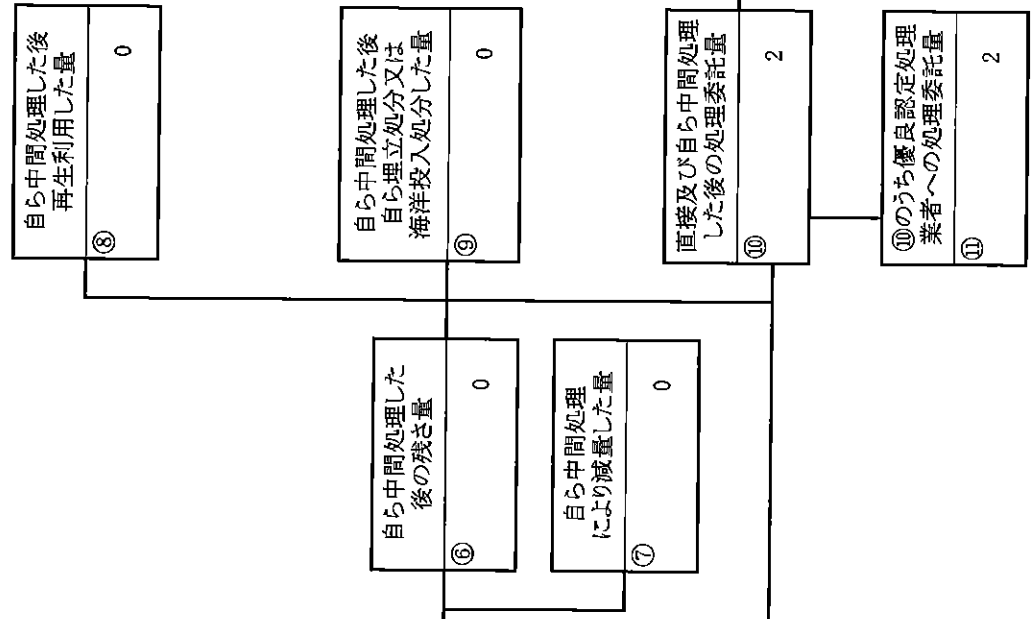 自ら中間処理した後
再生利用した量
⑧
0
自ら中間処理した
後の残さ量
⑥
0
自ら中間処理した後
自ら埋立処分又は
海洋投入処分した量
⑨
0
自ら中間処理
により減量した量
⑦
0
直接及び自ら中間処理
した後の処理委託量
⑩
2
⑩のうち優良認定処理
業者への処理委託量
⑪
2